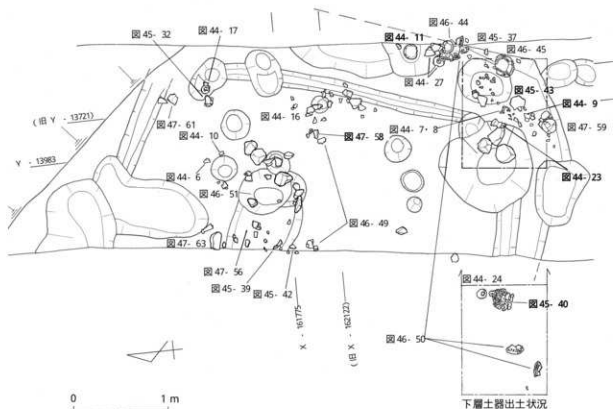 図46- 44
図44- 17
図45- 32
図44- 11
図45- 37
図46- 45
図44- 27
図45- 43
(旧 Y - 13721)
図47- 61
図44- 16
図44- 9
図44- 10
図47- 58
図44- 7・8
図47- 59
Y - 13983
図44- 6
図44- 23
図46- 51
図46- 49
図47- 63
図47- 56
図44- 24
図45- 39
図45- 42
図45- 40
X - 161775
(旧 X - 162122)
図46- 50
0
1 m
下層土器出土状況